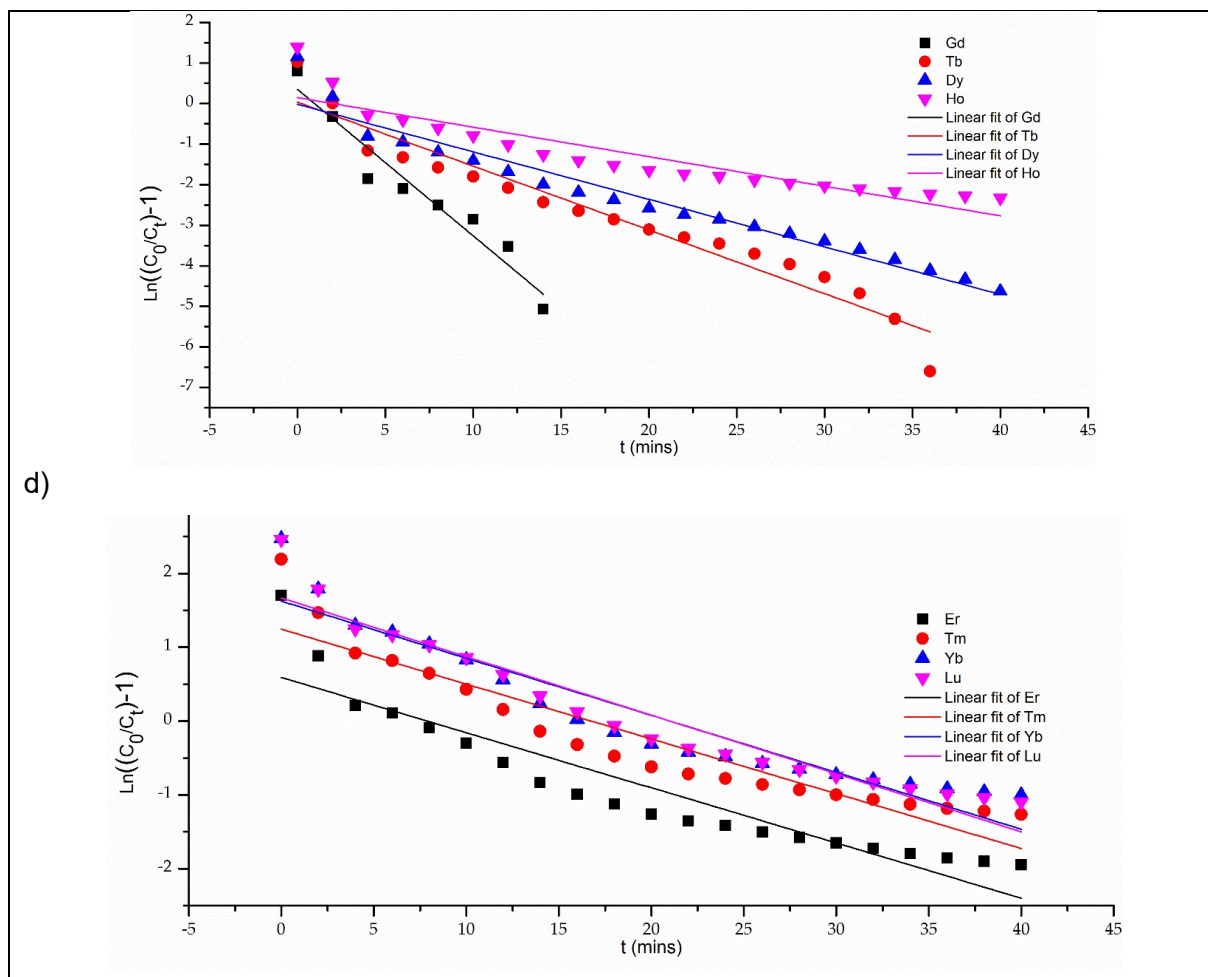 2
1
0
-1
-2
-3
-4
-5
-6
-7
Ln((C0/Ct)-1)
Gd
Tb
Dy
Ho
Linear fit of Gd
Linear fit of Tb
Linear fit of Dy
Linear fit of Ho
-5 0 5 10 15 20 25 30 35 40 45
t (mins)
d)
2
1
0
-1
-2
Ln((C0/Ct)-1)
Er
Tm
Yb
Lu
Linear fit of Er
Linear fit of Tm
Linear fit of Yb
Linear fit of Lu
-5 0 5 10 15 20 25 30 35 40 45
t (mins)